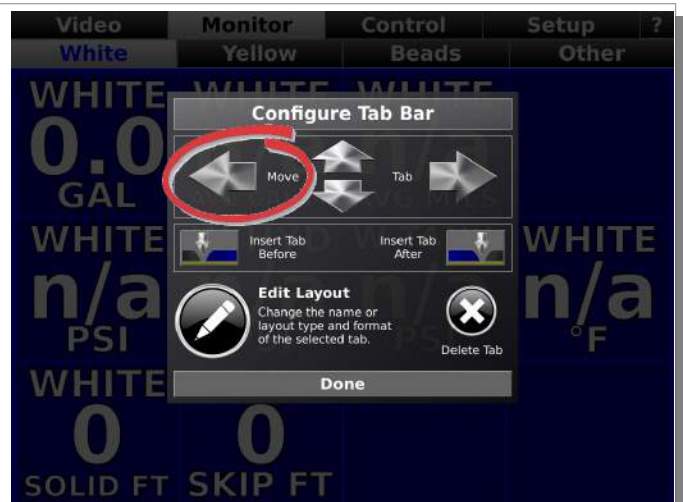 Video Monitor Control Setup ?
White Yellow Beads Other
WHITE WHITE WHITE
Configure Tab Bar
0.0
GAL
Move Tab
WHITE WHITE
Insert Tab Before
Insert Tab After
n/a n/a
PSI °F
Edit Layout
Change the name or
layout type and format
of the selected tab.
Delete Tab
Done
WHITE
0 0
SOLID FT SKIP FT